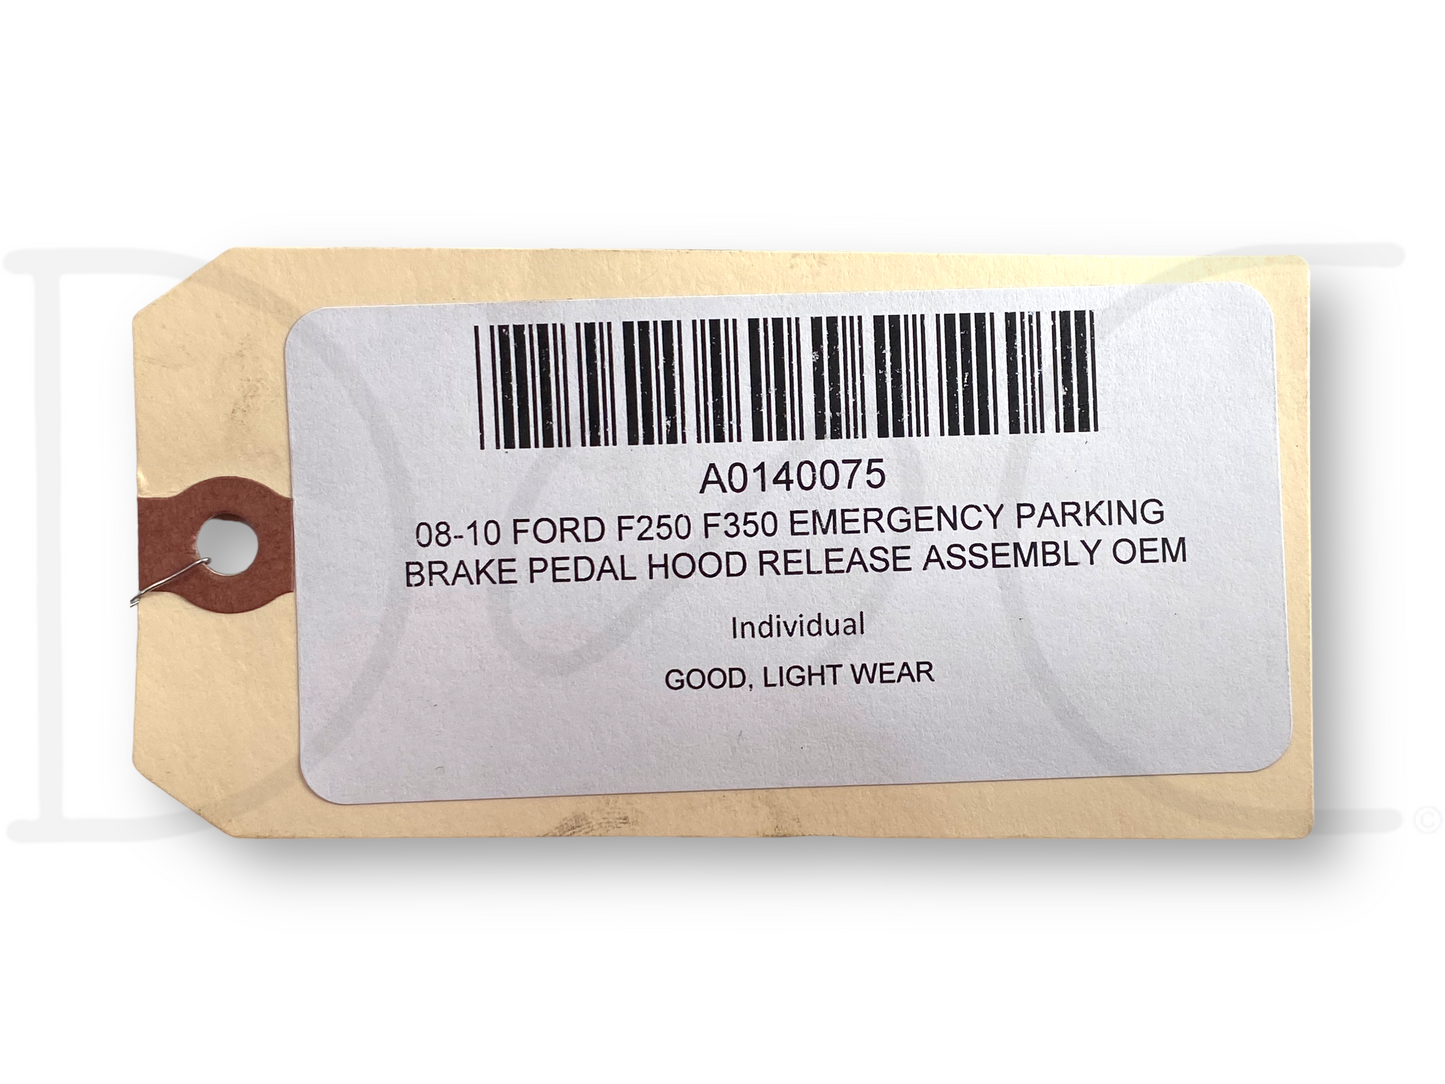 A0140075
08-10 FORD F250 F350 EMERGENCY PARKING
BRAKE PEDAL HOOD RELEASE ASSEMBLY OEM
Individual
GOOD, LIGHT WEAR
©